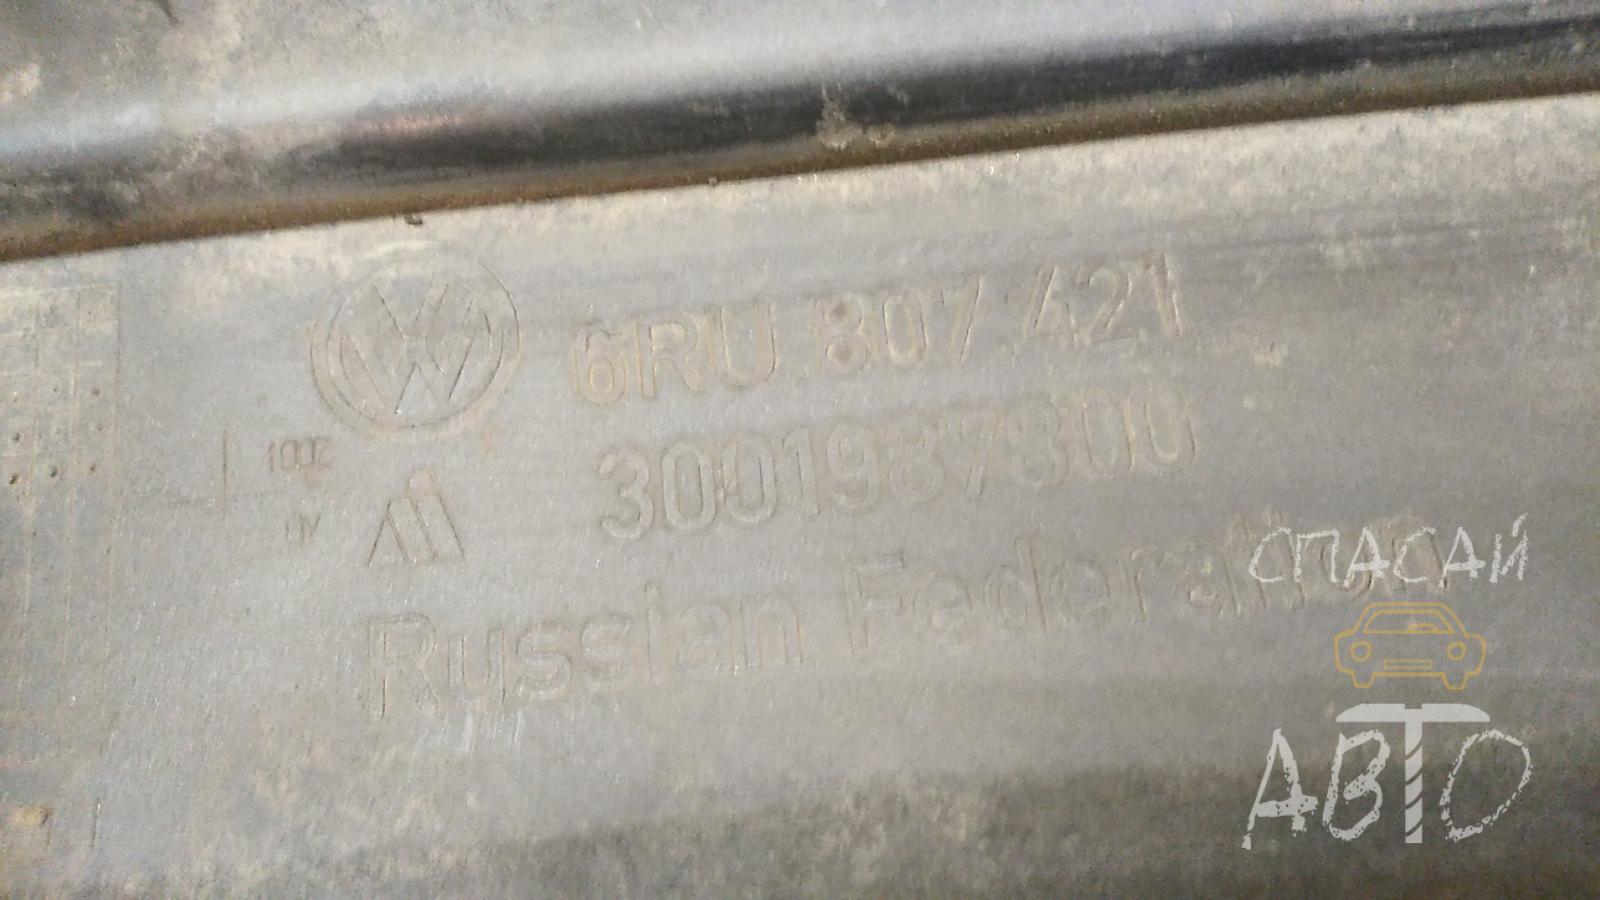 6RU.807.421
3001987300
Russian Federation
СПАСАЙ
АВТО